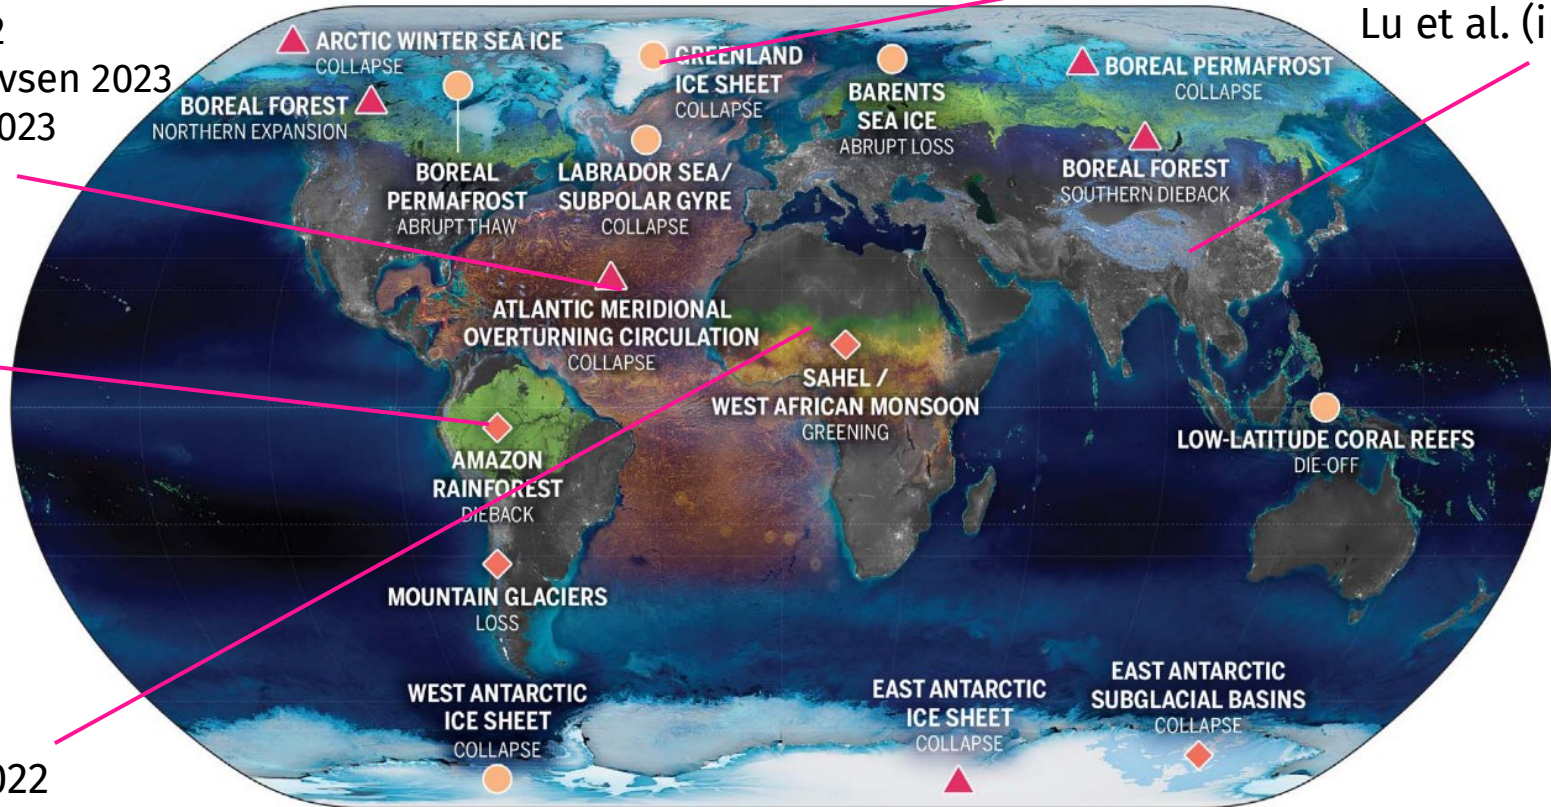 2
vsen 2023
023
Lu et al. (i
ARCTIC WINTER SEA ICE
COLLAPSE
GREENLAND
ICE SHEET
COLLAPSE
BARENTS
SEA ICE
ABRUPT LOSS
BOREAL PERMAFROST
COLLAPSE
BOREAL FOREST
NORTHERN EXPANSION
BOREAL
PERMAFROST
ABRUPT THAW
LABRADOR SEA/
SUBPOLAR GYRE
COLLAPSE
BOREAL FOREST
SOUTHERN DIEBACK
ATLANTIC MERIDIONAL
OVERTURNING CIRCULATION
COLLAPSE
SAHEL /
WEST AFRICAN MONSOON
GREENING
LOW-LATITUDE CORAL REEFS
DIE-OFF
AMAZON
RAINFOREST
DIEBACK
MOUNTAIN GLACIERS
LOSS
WEST ANTARCTIC
ICE SHEET
COLLAPSE
EAST ANTARCTIC
ICE SHEET
COLLAPSE
EAST ANTARCTIC
SUBGLACIAL BASINS
COLLAPSE
022